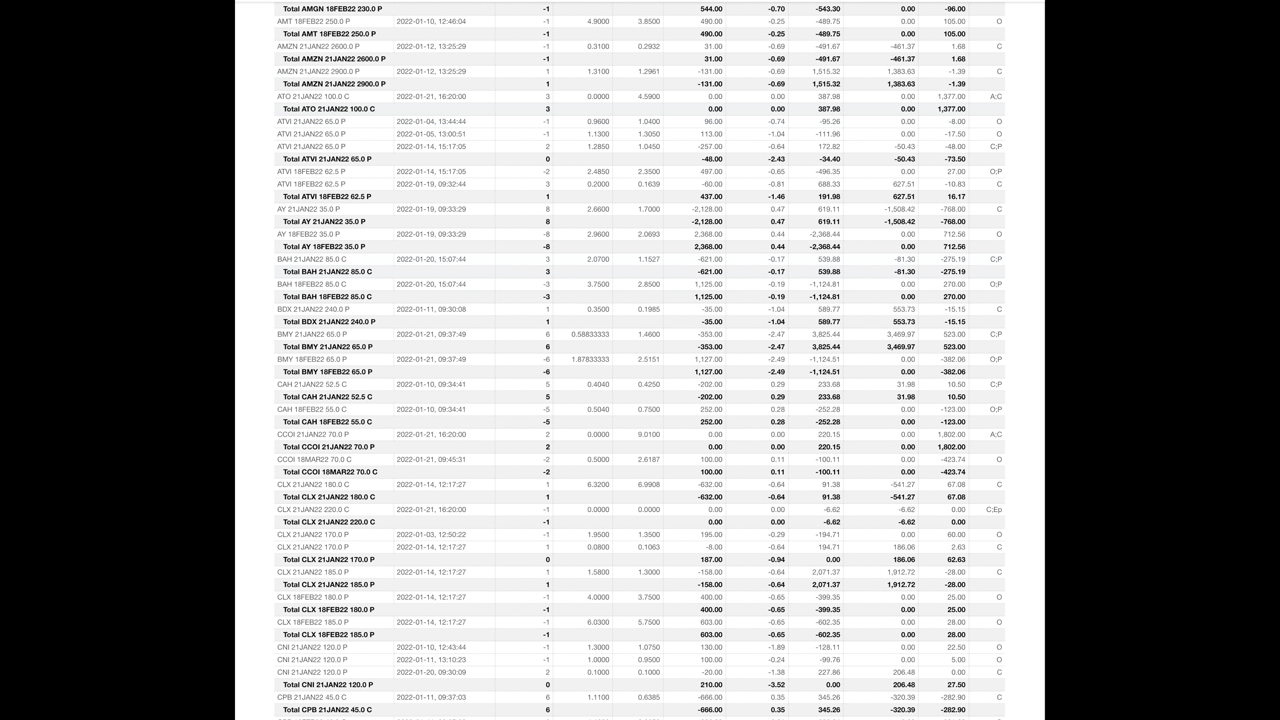 Total AMGN 18FEB22 230.0 P -1 544.00 -0.70 -543.30 0.00 -96.00
AMT 18FEB22 250.0 P 2022-01-10, 12:46:04 -1 4.9000 3.8500 490.00 -0.25 -489.75 0.00 105.00 O
Total AMT 18FEB22 250.0 P -1 490.00 -0.25 -489.75 0.00 105.00
AMZN 21JAN22 2600.0 P 2022-01-12, 13:25:29 -1 0.3100 0.2932 31.00 -0.69 -491.67 -461.37 1.68 C
Total AMZN 21JAN22 2600.0 P -1 31.00 -0.69 -491.67 -461.37 1.68
AMZN 21JAN22 2900.0 P 2022-01-12, 13:25:29 1 1.3100 1.2961 -131.00 -0.69 1,515.32 1,383.63 -1.39 C
Total AMZN 21JAN22 2900.0 P 1 -131.00 -0.69 1,515.32 1,383.63 -1.39
ATO 21JAN22 100.0 C 2022-01-21, 16:20:00 3 0.0000 4.5900 0.00 0.00 387.98 0.00 1,377.00 A;C
Total ATO 21JAN22 100.0 C 3 0.00 0.00 387.98 0.00 1,377.00
ATVI 21JAN22 65.0 P 2022-01-04, 13:44:44 -1 0.9600 1.0400 96.00 -0.74 -95.26 0.00 -8.00 O
ATVI 21JAN22 65.0 P 2022-01-05, 13:00:51 -1 1.1300 1.3050 113.00 -1.04 -111.96 0.00 -17.50 O
ATVI 21JAN22 65.0 P 2022-01-14, 15:17:05 2 1.2850 1.0450 -257.00 -0.64 172.82 -50.43 -48.00 C;P
Total ATVI 21JAN22 65.0 P 0 -48.00 -2.43 -34.40 -50.43 -73.50
ATVI 18FEB22 62.5 P 2022-01-14, 15:17:05 -2 2.4850 2.3500 497.00 -0.65 -496.35 0.00 27.00 O;P
ATVI 18FEB22 62.5 P 2022-01-19, 09:32:44 3 0.2000 0.1639 -60.00 -0.81 688.33 627.51 -10.83 C
Total ATVI 18FEB22 62.5 P 1 437.00 -1.46 191.98 627.51 16.17
AY 21JAN22 35.0 P 2022-01-19, 09:33:29 8 2.6600 1.7000 -2,128.00 0.47 619.11 -1,508.42 -768.00 C
Total AY 21JAN22 35.0 P 8 -2,128.00 0.47 619.11 -1,508.42 -768.00
AY 18FEB22 35.0 P 2022-01-19, 09:33:29 -8 2.9600 2.0693 2,368.00 0.44 -2,368.44 0.00 712.56 O
Total AY 18FEB22 35.0 P -8 2,368.00 0.44 -2,368.44 0.00 712.56
BAH 21JAN22 85.0 C 2022-01-20, 15:07:44 3 2.0700 1.1527 -621.00 -0.17 539.88 -81.30 -275.19 C;P
Total BAH 21JAN22 85.0 C 3 -621.00 -0.17 539.88 -81.30 -275.19
BAH 18FEB22 85.0 C 2022-01-20, 15:07:44 -3 3.7500 2.8500 1,125.00 -0.19 -1,124.81 0.00 270.00 O;P
Total BAH 18FEB22 85.0 C -3 1,125.00 -0.19 -1,124.81 0.00 270.00
BDX 21JAN22 240.0 P 2022-01-11, 09:30:08 1 0.3500 0.1985 -35.00 -1.04 589.77 553.73 -15.15 C
Total BDX 21JAN22 240.0 P 1 -35.00 -1.04 589.77 553.73 -15.15
BMY 21JAN22 65.0 P 2022-01-21, 09:37:49 6 0.58833333 1.4600 -353.00 -2.47 3,825.44 3,469.97 523.00 C;P
Total BMY 21JAN22 65.0 P 6 -353.00 -2.47 3,825.44 3,469.97 523.00
BMY 18FEB22 65.0 P 2022-01-21, 09:37:49 -6 1.87833333 2.5151 1,127.00 -2.49 -1,124.51 0.00 -382.06 O;P
Total BMY 18FEB22 65.0 P -6 1,127.00 -2.49 -1,124.51 0.00 -382.06
CAH 21JAN22 52.5 C 2022-01-10, 09:34:41 5 0.4040 0.4250 -202.00 0.29 233.68 31.98 10.50 C;P
Total CAH 21JAN22 52.5 C 5 -202.00 0.29 233.68 31.98 10.50
CAH 18FEB22 55.0 C 2022-01-10, 09:34:41 -5 0.5040 0.7500 252.00 0.28 -252.28 0.00 -123.00 O;P
Total CAH 18FEB22 55.0 C -5 252.00 0.28 -252.28 0.00 -123.00
CCOI 21JAN22 70.0 P 2022-01-21, 16:20:00 2 0.0000 9.0100 0.00 0.00 220.15 0.00 1,802.00 A;C
Total CCOI 21JAN22 70.0 P 2 0.00 0.00 220.15 0.00 1,802.00
CCOI 18MAR22 70.0 C 2022-01-21, 09:45:31 -2 0.5000 2.6187 100.00 0.11 -100.11 0.00 -423.74 O
Total CCOI 18MAR22 70.0 C -2 100.00 0.11 -100.11 0.00 -423.74
CLX 21JAN22 180.0 C 2022-01-14, 12:17:27 1 6.3200 6.9908 -632.00 -0.64 91.38 -541.27 67.08 C
Total CLX 21JAN22 180.0 C 1 -632.00 -0.64 91.38 -541.27 67.08
CLX 21JAN22 220.0 C 2022-01-21, 16:20:00 -1 0.0000 0.0000 0.00 0.00 -6.62 -6.62 0.00 C;Ep
Total CLX 21JAN22 220.0 C -1 0.00 0.00 -6.62 -6.62 0.00
CLX 21JAN22 170.0 P 2022-01-03, 12:50:22 -1 1.9500 1.3500 195.00 -0.29 -194.71 0.00 60.00 O
CLX 21JAN22 170.0 P 2022-01-14, 12:17:27 1 0.0800 0.1063 -8.00 -0.64 194.71 186.06 2.63 C
Total CLX 21JAN22 170.0 P 0 187.00 -0.94 0.00 186.06 62.63
CLX 21JAN22 185.0 P 2022-01-14, 12:17:27 1 1.5800 1.3000 -158.00 -0.64 2,071.37 1,912.72 -28.00 C
Total CLX 21JAN22 185.0 P 1 -158.00 -0.64 2,071.37 1,912.72 -28.00
CLX 18FEB22 180.0 P 2022-01-14, 12:17:27 -1 4.0000 3.7500 400.00 -0.65 -399.35 0.00 25.00 O
Total CLX 18FEB22 180.0 P -1 400.00 -0.65 -399.35 0.00 25.00
CLX 18FEB22 185.0 P 2022-01-14, 12:17:27 -1 6.0300 5.7500 603.00 -0.65 -602.35 0.00 28.00 O
Total CLX 18FEB22 185.0 P -1 603.00 -0.65 -602.35 0.00 28.00
CNI 21JAN22 120.0 P 2022-01-10, 12:43:44 -1 1.3000 1.0750 130.00 -1.89 -128.11 0.00 22.50 O
CNI 21JAN22 120.0 P 2022-01-11, 13:10:23 -1 1.0000 0.9500 100.00 -0.24 -99.76 0.00 5.00 O
CNI 21JAN22 120.0 P 2022-01-20, 09:30:09 2 0.1000 0.1000 -20.00 -1.38 227.86 206.48 0.00 C
Total CNI 21JAN22 120.0 P 0 210.00 -3.52 0.00 206.48 27.50
CPB 21JAN22 45.0 C 2022-01-11, 09:37:03 6 1.1100 0.6385 -666.00 0.35 345.26 -320.39 -282.90 C
Total CPB 21JAN22 45.0 C 6 -666.00 0.35 345.26 -320.39 -282.90